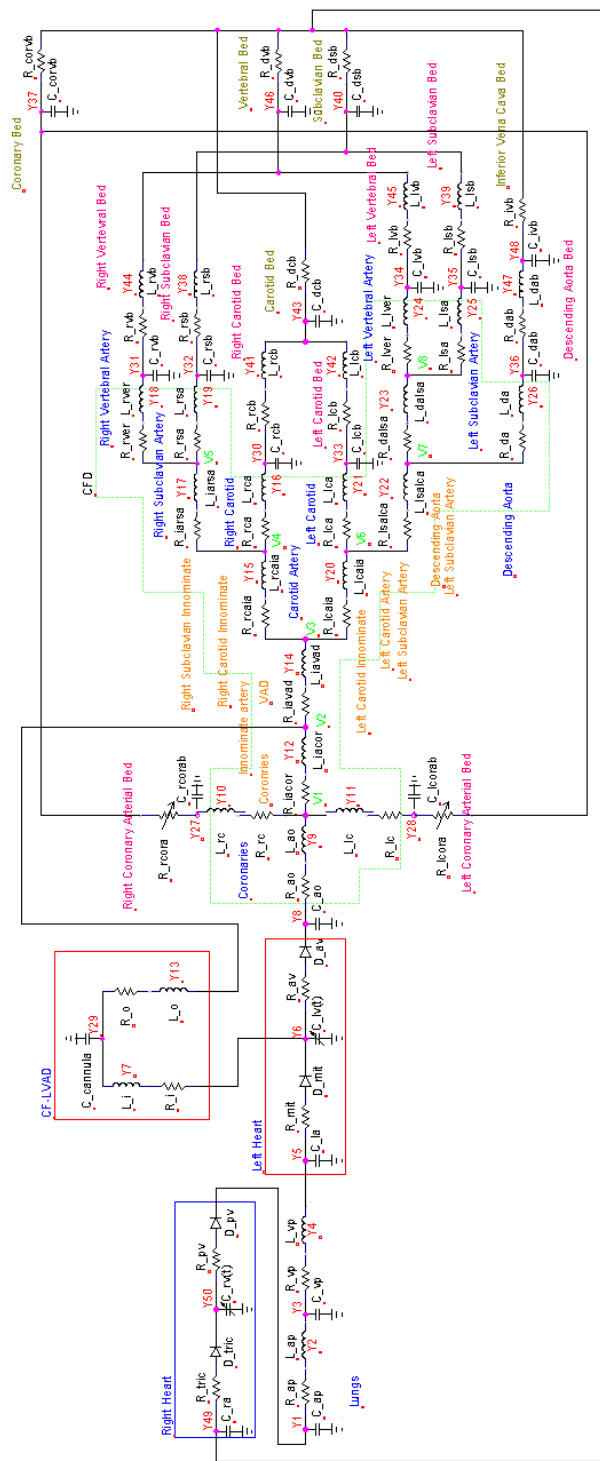 Right Heart
Y49
R_tric
C_ra
D_tric
Y50
R_pv
C_rv(t)
D_pv
Y1
R_ap
C_ap
L_ap
Y2
Y3
R_vp
C_vp
L_vp
Y4
Lungs
CF-LVAD
C_cannula
Y29
L_i
Y7
R_i
R_o
L_o
Y13
Left Heart
Y5
R_mit
C_la
D_mit
Y6
R_av
C_lv(t)
D_av
Y8
C_ao
R_ao
L_ao
Y9
Right Coronary Arterial Bed
R_rcora
C_rcorab
Y27
Y10
L_rc
R_rc
Coronries
Coronaries
V1
L_lc
Y11
R_lc
Y28
C_lcorab
R_lcora
Left Coronary Arterial Bed
R_iacor
Y12
L_iacor
V2
Innominate artery
VAD
R_iavad
Y14
L_iavad
V3
Right Subclavian Innominate
Right Carotid Innominate
Left Carotid Innominate
Left Carotid Artery
Left Subclavian Artery
Descending Aorta
Left Subclavian Artery
R_rcaia
Y15
L_rcaia
Carotid Artery
V4
R_lcaia
Y20
L_lcaia
V6
CFD
R_iarsa
Y17
L_iarsa
V5
Right Vertebral Artery
R_rver
L_rver
Y18
Y31
C_rvb
R_rvb
L_rvb
Y44
Right Vertevral Bed
Right Subclavian Artery
R_rsa
L_rsa
Y19
Y32
C_rsb
R_rsb
L_rsb
Y38
Right Subclavian Bed
Right Carotid
R_rca
L_rca
Y16
Y30
C_rcb
R_rcb
L_rcb
Y41
Right Carotid Bed
Left Carotid
R_lca
L_lca
Y21
Y33
C_lcb
R_lcb
L_lcb
Y42
Left Carotid Bed
Y43
C_dcb
R_dcb
Carotid Bed
R_lsalca
Y22
L_lsalca
V7
R_dalsa
Y23
L_dalsa
V8
Left Vertebral Artery
R_lver
L_lver
Y24
Y34
C_lvb
R_lvb
L_lvb
Y45
Left Vertebral Bed
R_lsa
L_lsa
Y25
Y35
C_lsb
R_lsb
L_lsb
Y39
Left Subclavian Bed
Left Subclavian Artery
R_da
L_da
Y26
Y36
C_dab
R_dab
L_dab
Y47
Y48
C_ivb
R_ivb
Descending Aorta
Descending Aorta Bed
Inferior Vena Cava Bed
Coronary Bed
Y37
R_corvb
C_corvb
Vertebral Bed
Y46
R_dvb
C_dvb
Subclavian Bed
Y40
R_dsb
C_dsb